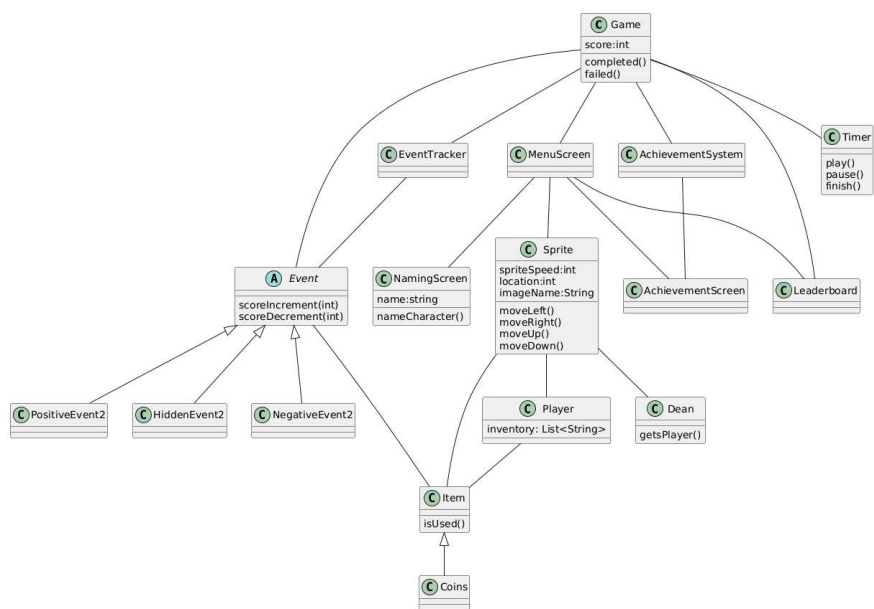 C Game
score:int
completed()
failed()
C EventTracker
C MenuScreen
C AchievementSystem
C Timer
play()
pause()
finish()
A Event
scoreIncrement(int)
scoreDecrement(int)
C NamingScreen
name:string
nameCharacter()
C Sprite
spriteSpeed:int
location:int
imageName:String
moveLeft()
moveRight()
moveUp()
moveDown()
C AchievementScreen
C Leaderboard
C PositiveEvent2
C HiddenEvent2
C NegativeEvent2
C Player
inventory: List<String>
C Dean
getsPlayer()
C Item
isUsed()
C Coins